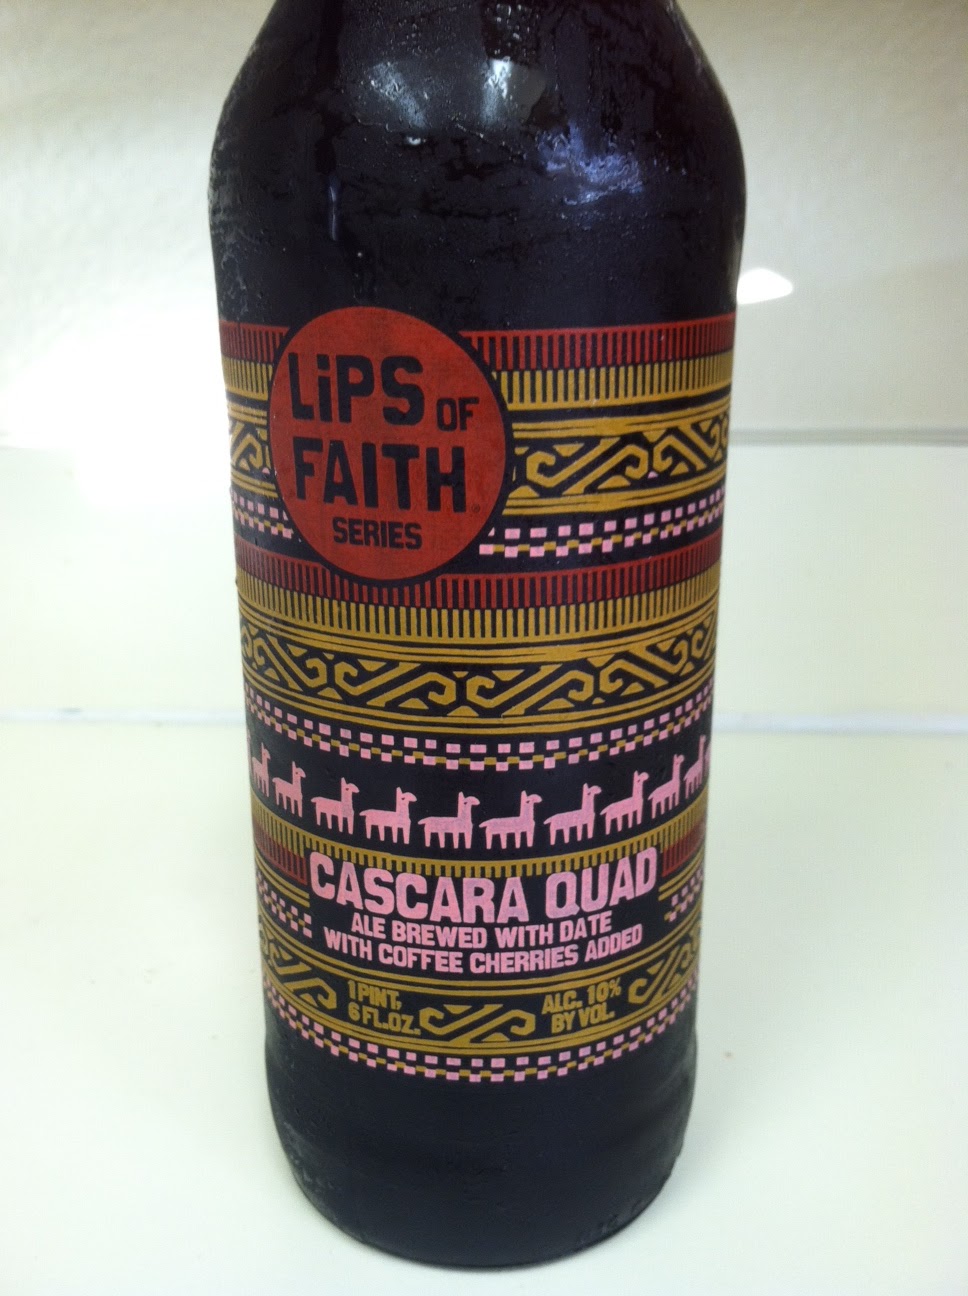 LiPS OF
FAITH
SERIES
CASCARA QUAD
ALE BREWED WITH DATE
WITH COFFEE CHERRIES ADDED
1 PINT,
6 FL.OZ.
ALC. 10%
BY VOL.